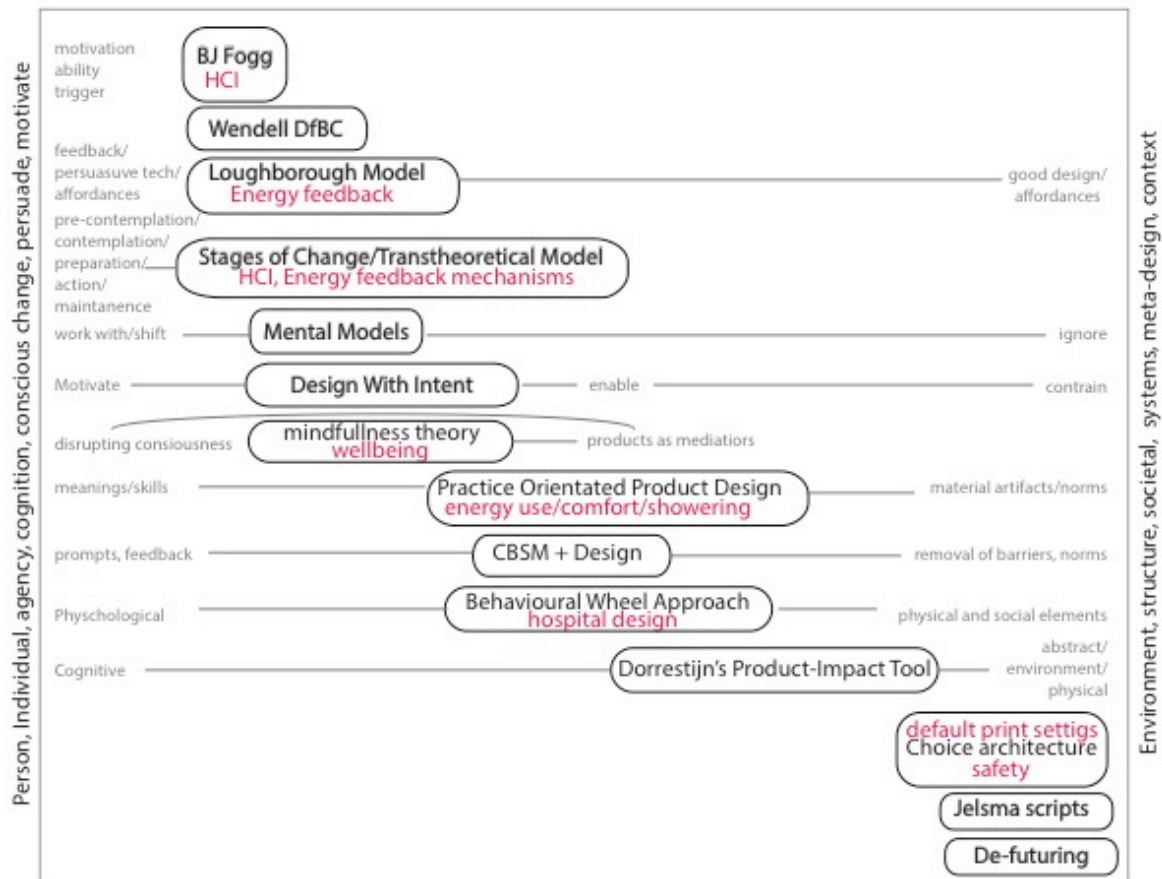 Person, Individual, agency, cognition, conscious change, persuade, motivate
motivation
ability
trigger
BJ Fogg
HCI
Wendell DfBC
feedback/
persuasuve tech/
affordances
Loughborough Model
Energy feedback
good design/
affordances
pre-contemplation/
contemplation/
preparation/
action/
maintanence
Stages of Change/Transtheoretical Model
HCI, Energy feedback mechanisms
work with/shift
Mental Models
ignore
Motivate
Design With Intent
enable
contrain
disrupting consiousness
mindfullness theory
wellbeing
products as mediatiors
meanings/skills
Practice Orientated Product Design
energy use/comfort/showering
material artifacts/norms
prompts, feedback
CBSM + Design
removal of barriers, norms
Physchological
Behavioural Wheel Approach
hospital design
physical and social elements
Cognitive
Dorrestijn's Product-Impact Tool
abstract/
environment/
physical
default print settigs
Choice architecture
safety
Jelsma scripts
De-futuring
Environment, structure, societal, systems, meta-design, context